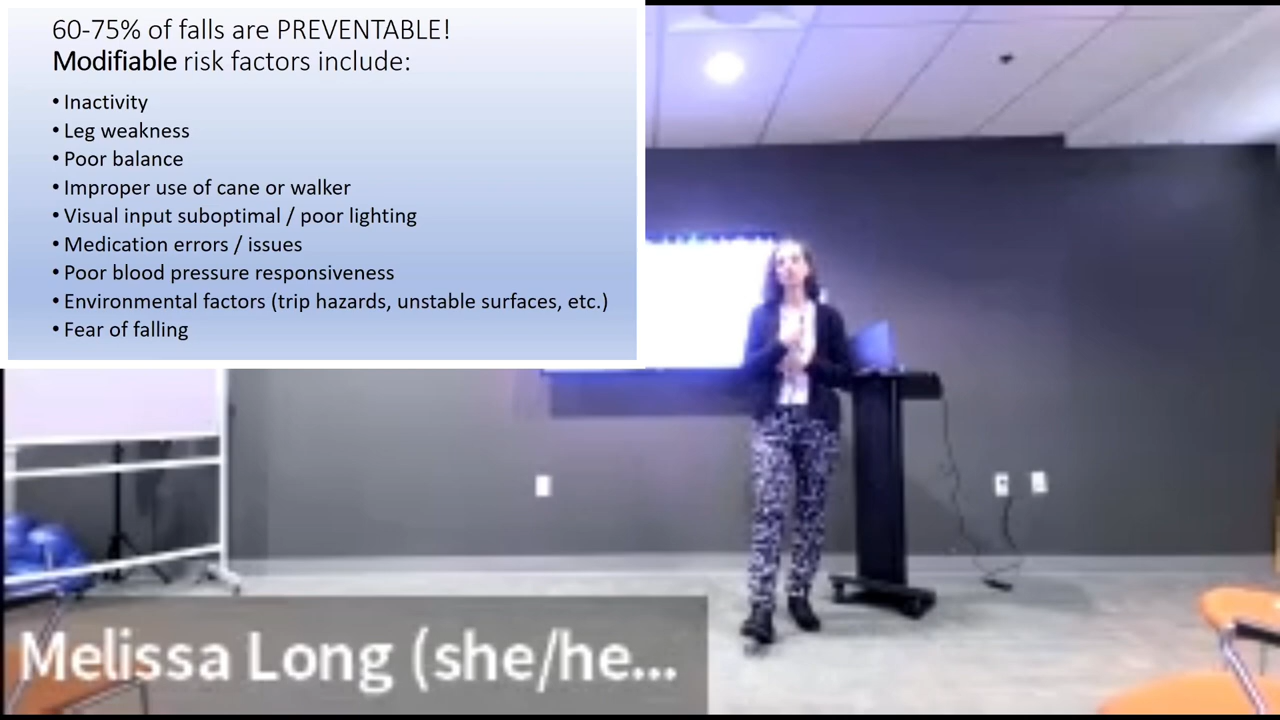 60-75% of falls are PREVENTABLE!
Modifiable risk factors include:
• Inactivity
• Leg weakness
• Poor balance
• Improper use of cane or walker
• Visual input suboptimal / poor lighting
• Medication errors / issues
• Poor blood pressure responsiveness
• Environmental factors (trip hazards, unstable surfaces, etc.)
• Fear of falling
Melissa Long (she/he...